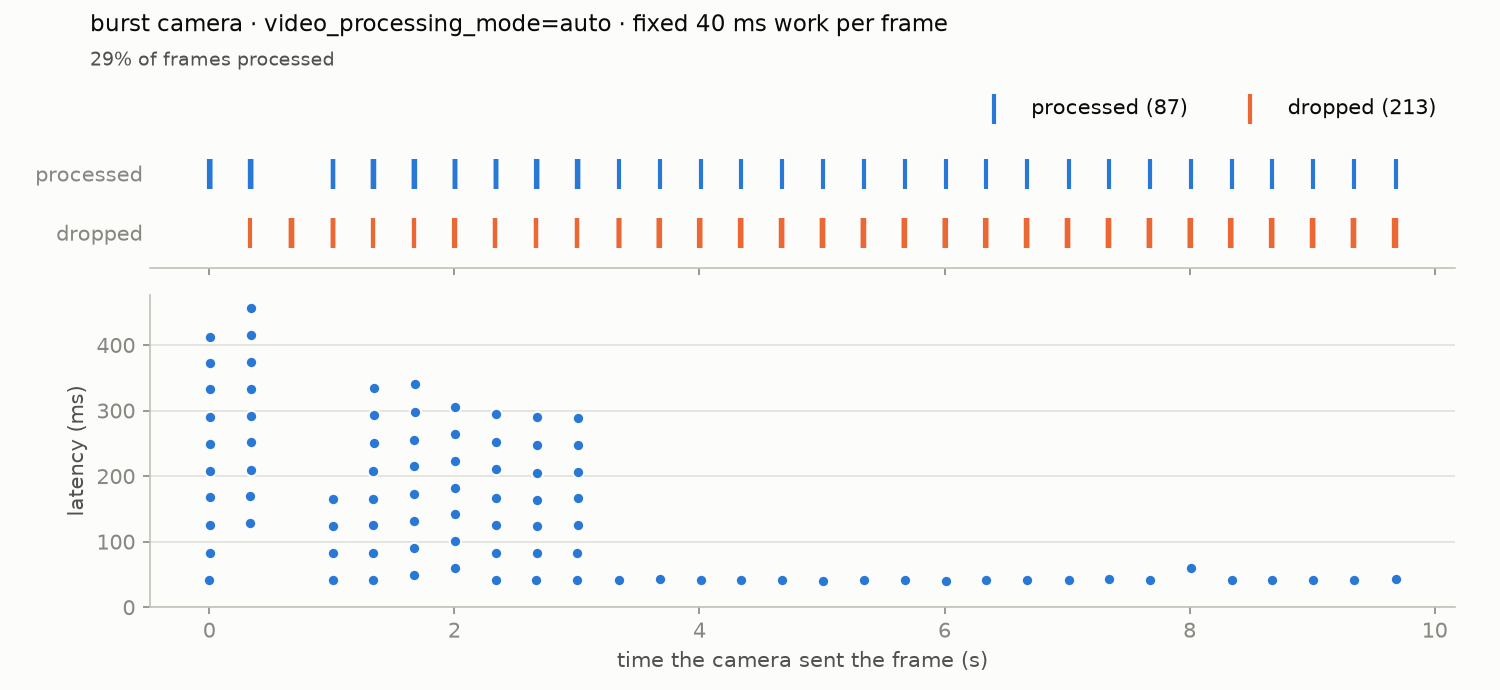 burst camera · video_processing_mode=auto · fixed 40 ms work per frame
29% of frames processed
processed (87)
dropped (213)
processed
dropped
latency (ms)
400
300
200
100
0
0
2
4
6
8
10
time the camera sent the frame (s)